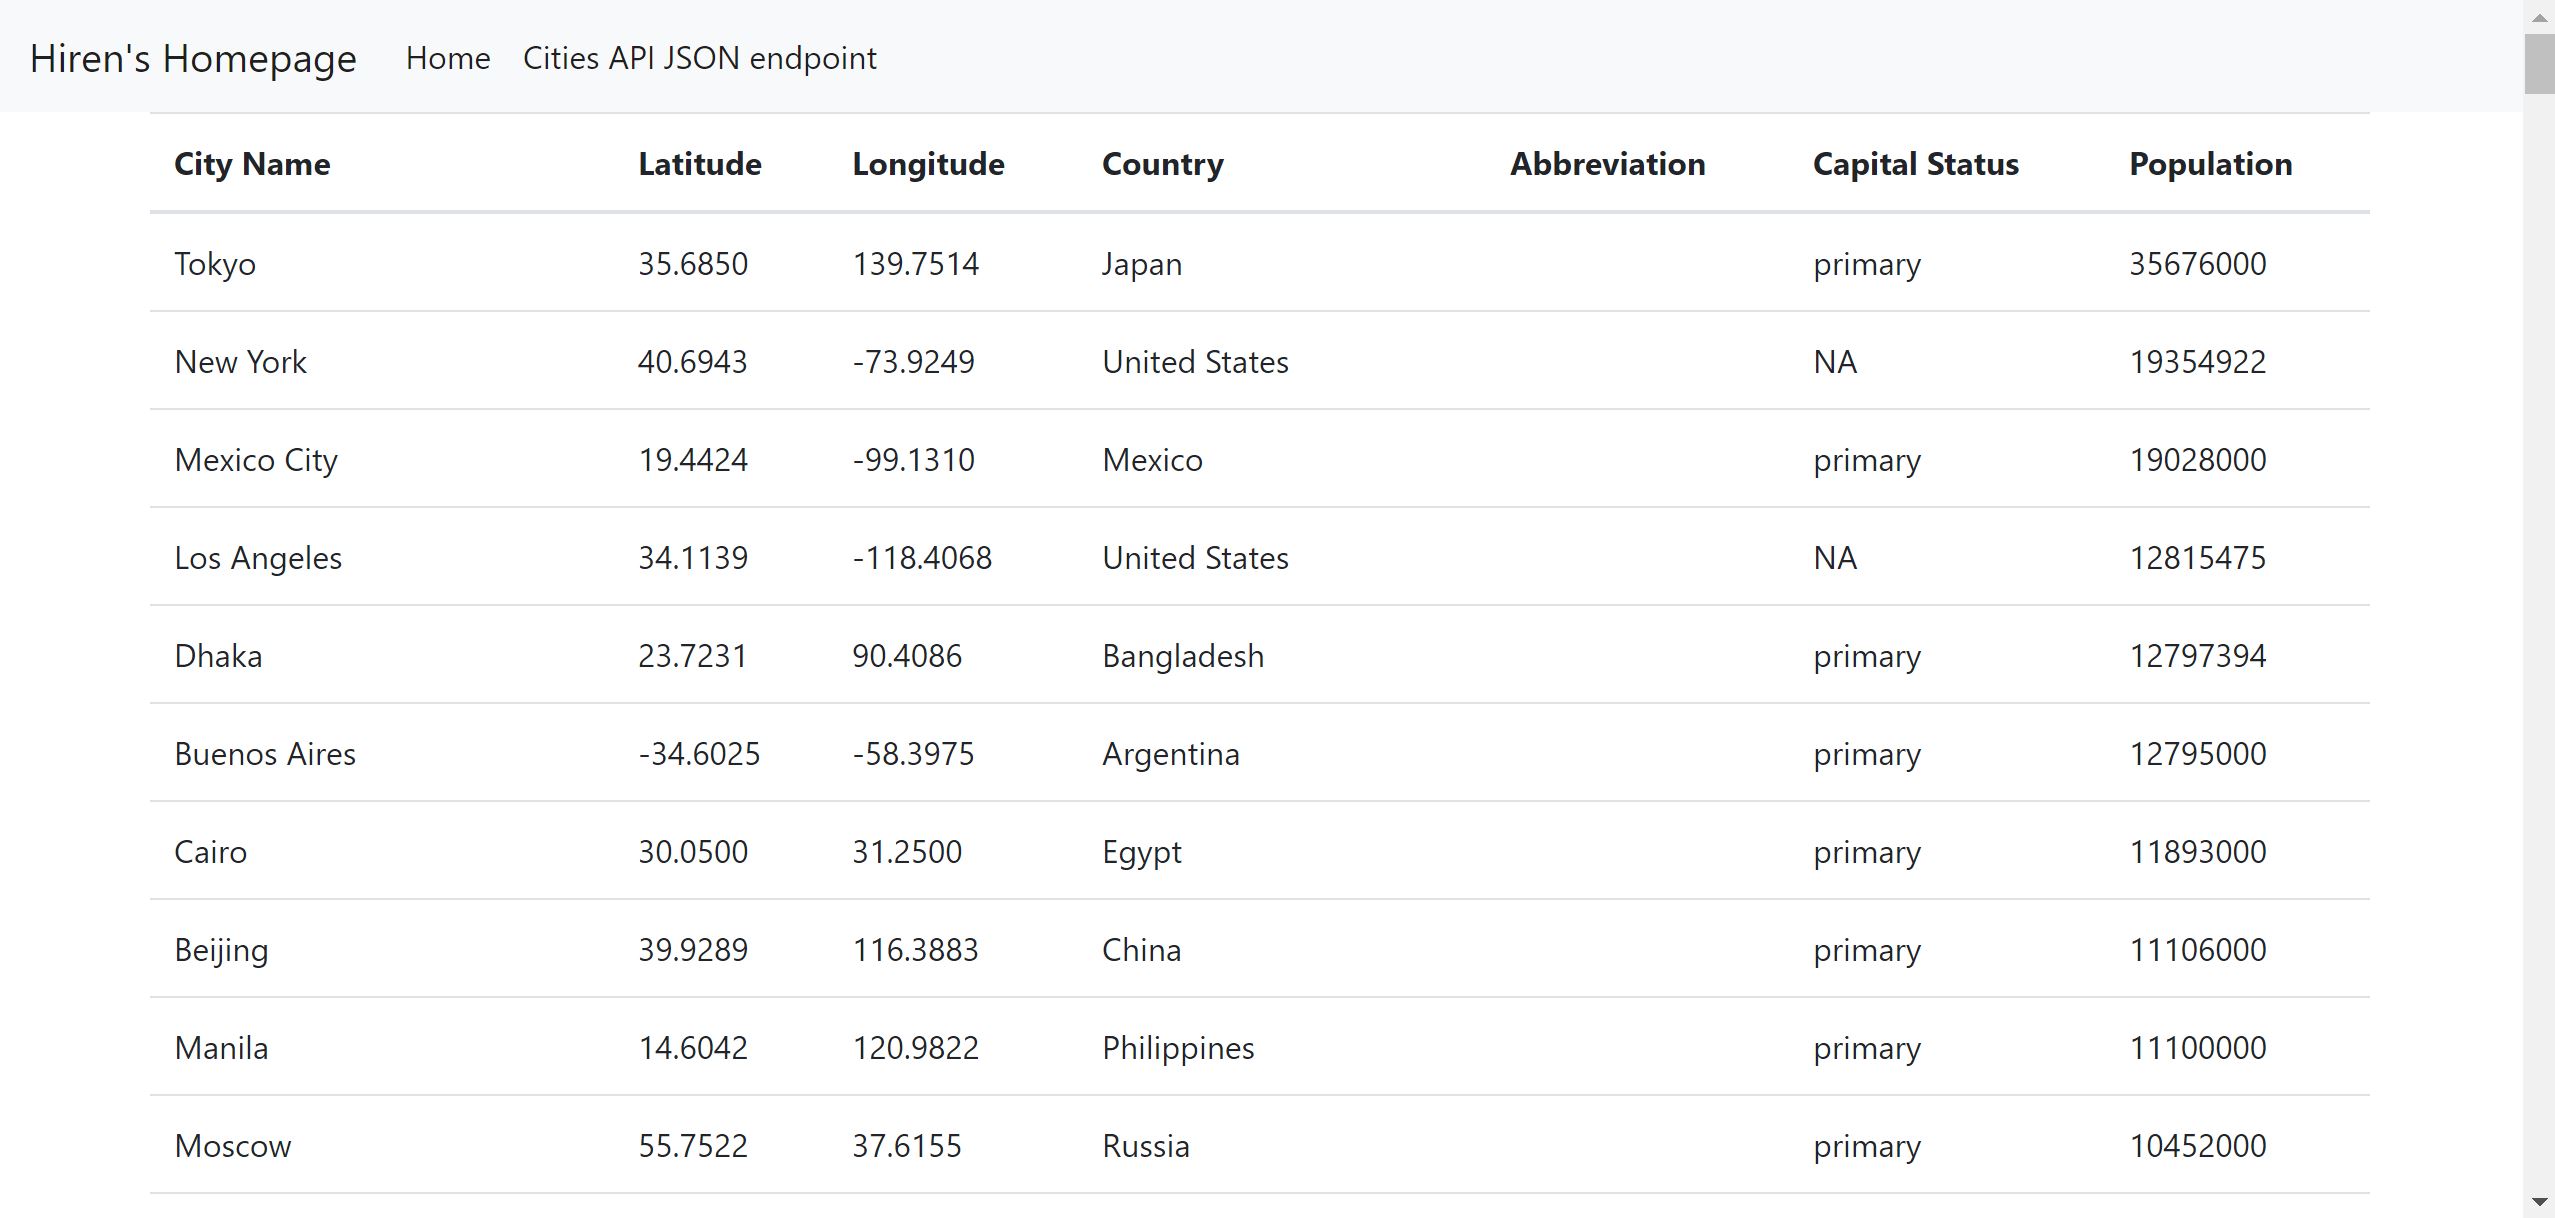 Hiren's Homepage Home Cities API JSON endpoint
City Name Latitude Longitude Country Abbreviation Capital Status Population
Tokyo 35.6850 139.7514 Japan primary 35676000
New York 40.6943 -73.9249 United States NA 19354922
Mexico City 19.4424 -99.1310 Mexico primary 19028000
Los Angeles 34.1139 -118.4068 United States NA 12815475
Dhaka 23.7231 90.4086 Bangladesh primary 12797394
Buenos Aires -34.6025 -58.3975 Argentina primary 12795000
Cairo 30.0500 31.2500 Egypt primary 11893000
Beijing 39.9289 116.3883 China primary 11106000
Manila 14.6042 120.9822 Philippines primary 11100000
Moscow 55.7522 37.6155 Russia primary 10452000